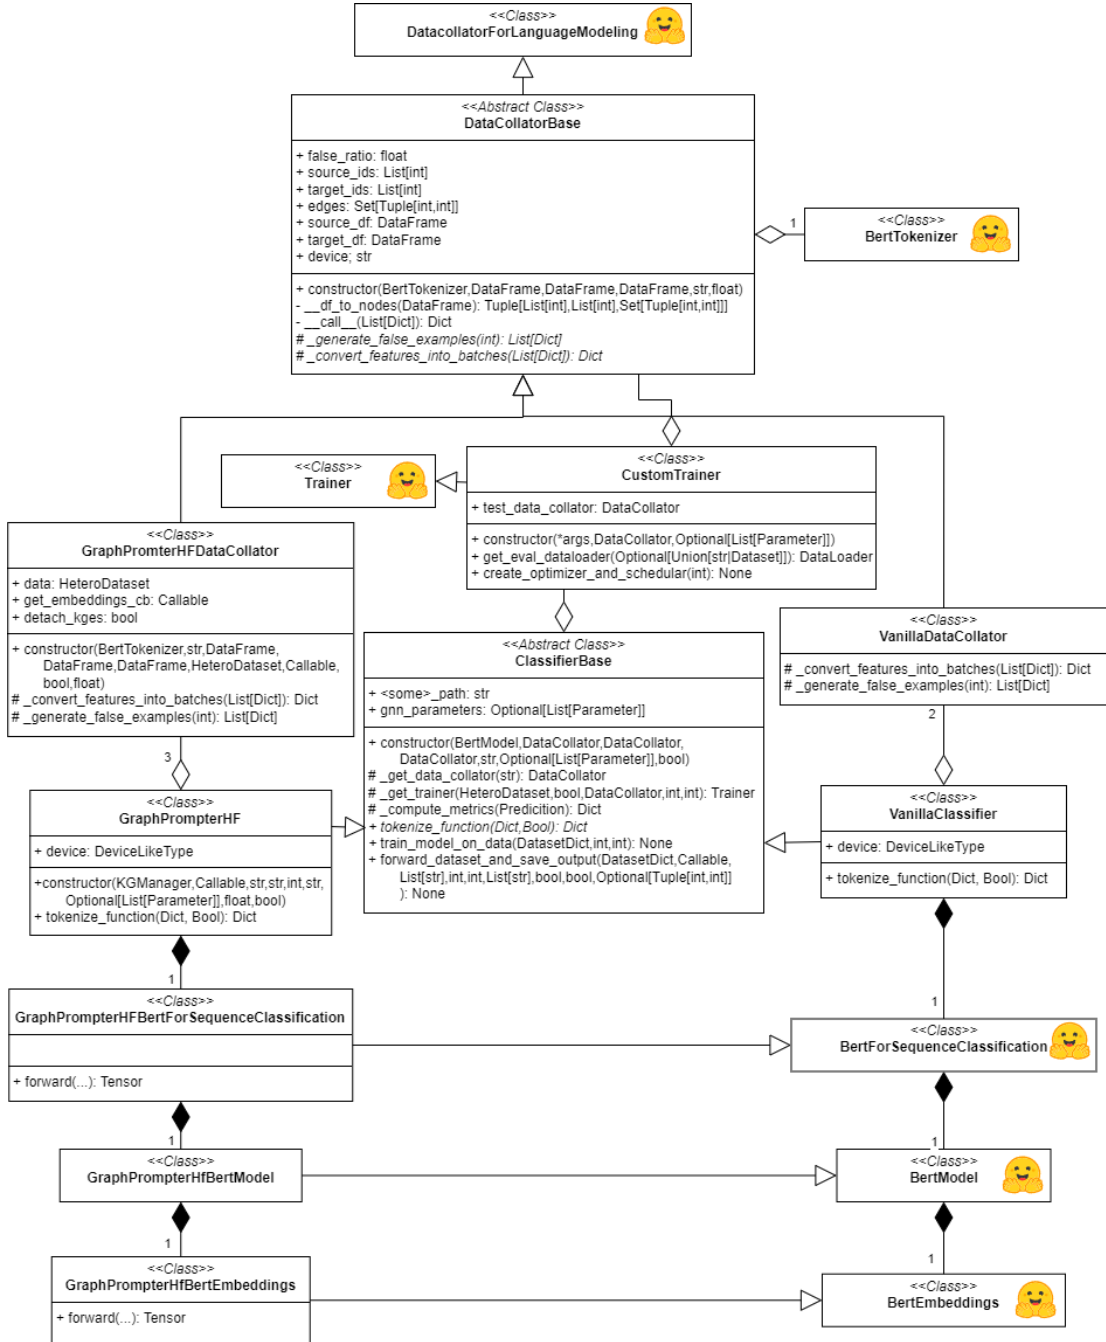 <<Class>>
DatacollatorForLanguageModeling
<<Abstract Class>>
DataCollatorBase
+ false_ratio: float
+ source_ids: List[int]
+ target_ids: List[int]
+ edges: Set[Tuple[int,int]]
+ source_df: DataFrame
+ target_df: DataFrame
+ device; str
+ constructor(BertTokenizer,DataFrame,DataFrame,DataFrame,str,float)
- __df_to_nodes(DataFrame): Tuple[List[int],List[int],Set[Tuple[int,int]]]
- __call__(List[Dict]): Dict
# _generate_false_examples(int): List[Dict]
# _convert_features_into_batches(List[Dict]): Dict
1
<<Class>>
BertTokenizer
<<Class>>
Trainer
<<Class>>
CustomTrainer
+ test_data_collator: DataCollator
+ constructor(*args,DataCollator,Optional[List[Parameter]])
+ get_eval_dataloader(Optional[Union[str|Dataset]]): DataLoader
+ create_optimizer_and_schedular(int): None
<<Class>>
GraphPromterHFDataCollator
+ data: HeteroDataset
+ get_embeddings_cb: Callable
+ detach_kges: bool
+ constructor(BertTokenizer,str,DataFrame,
DataFrame,DataFrame,HeteroDataset,Callable,
bool,float)
# _convert_features_into_batches(List[Dict]): Dict
# _generate_false_examples(int): List[Dict]
3
<<Abstract Class>>
ClassifierBase
+ <some>_path: str
+ gnn_parameters: Optional[List[Parameter]]
+ constructor(BertModel,DataCollator,DataCollator,
DataCollator,str,Optional[List[Parameter]],bool)
# _get_data_collator(str): DataCollator
# _get_trainer(HeteroDataset,bool,DataCollator,int,int): Trainer
# _compute_metrics(Predicition): Dict
+ tokenize_function(Dict,Bool): Dict
+ train_model_on_data(DatasetDict,int,int): None
+ forward_dataset_and_save_output(DatasetDict,Callable,
List[str],int,int,List[str],bool,bool,Optional[Tuple[int,int]]
): None
<<Class>>
VanillaDataCollator
# _convert_features_into_batches(List[Dict]): Dict
# _generate_false_examples(int): List[Dict]
2
<<Class>>
GraphPrompterHF
+ device: DeviceLikeType
+constructor(KGManager,Callable,str,str,int,str,
Optional[List[Parameter]],float,bool)
+ tokenize_function(Dict, Bool): Dict
1
<<Class>>
VanillaClassifier
+ device: DeviceLikeType
+ tokenize_function(Dict, Bool): Dict
1
<<Class>>
GraphPrompterHFBertForSequenceClassification
+ forward(...): Tensor
1
<<Class>>
BertForSequenceClassification
1
<<Class>>
GraphPrompterHfBertModel
1
<<Class>>
BertModel
1
<<Class>>
GraphPrompterHfBertEmbeddings
+ forward(...): Tensor
<<Class>>
BertEmbeddings